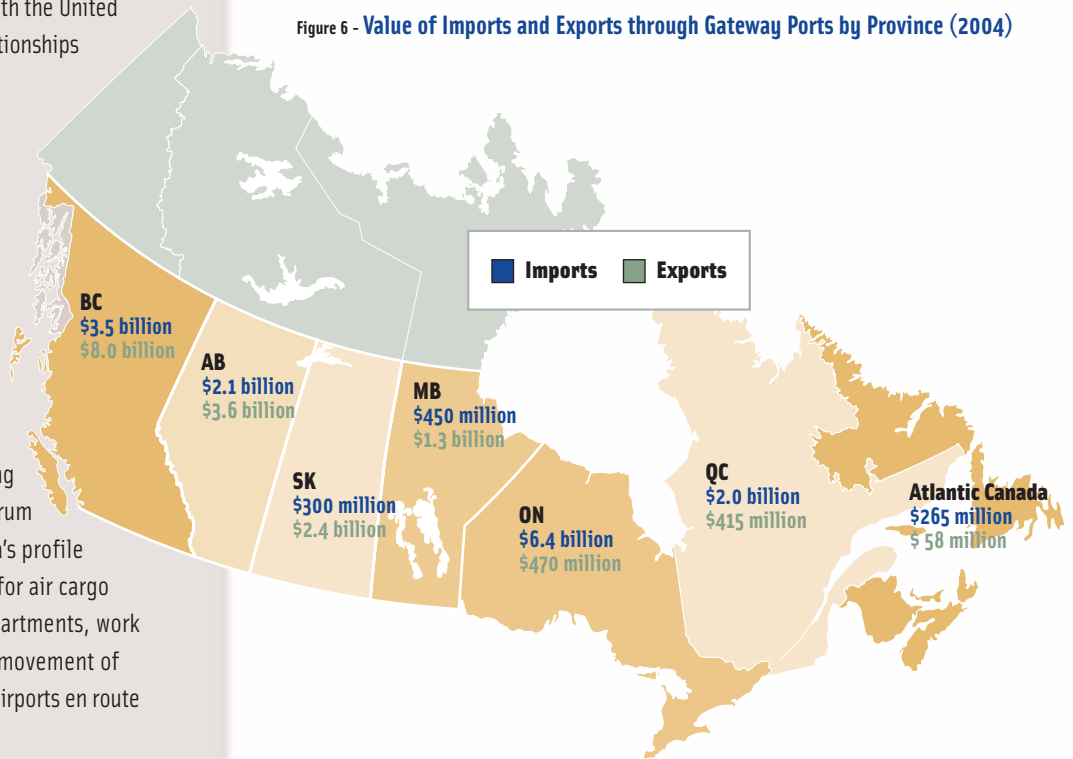 th the United
tionships
ng
rum
's profile
for air cargo
artments, work
movement of
irports en route
Figure 6 - Value of Imports and Exports through Gateway Ports by Province (2004)
Imports
Exports
BC
$3.5 billion
$8.0 billion
AB
$2.1 billion
$3.6 billion
SK
$300 million
$2.4 billion
MB
$450 million
$1.3 billion
ON
$6.4 billion
$470 million
QC
$2.0 billion
$415 million
Atlantic Canada
$265 million
$ 58 million